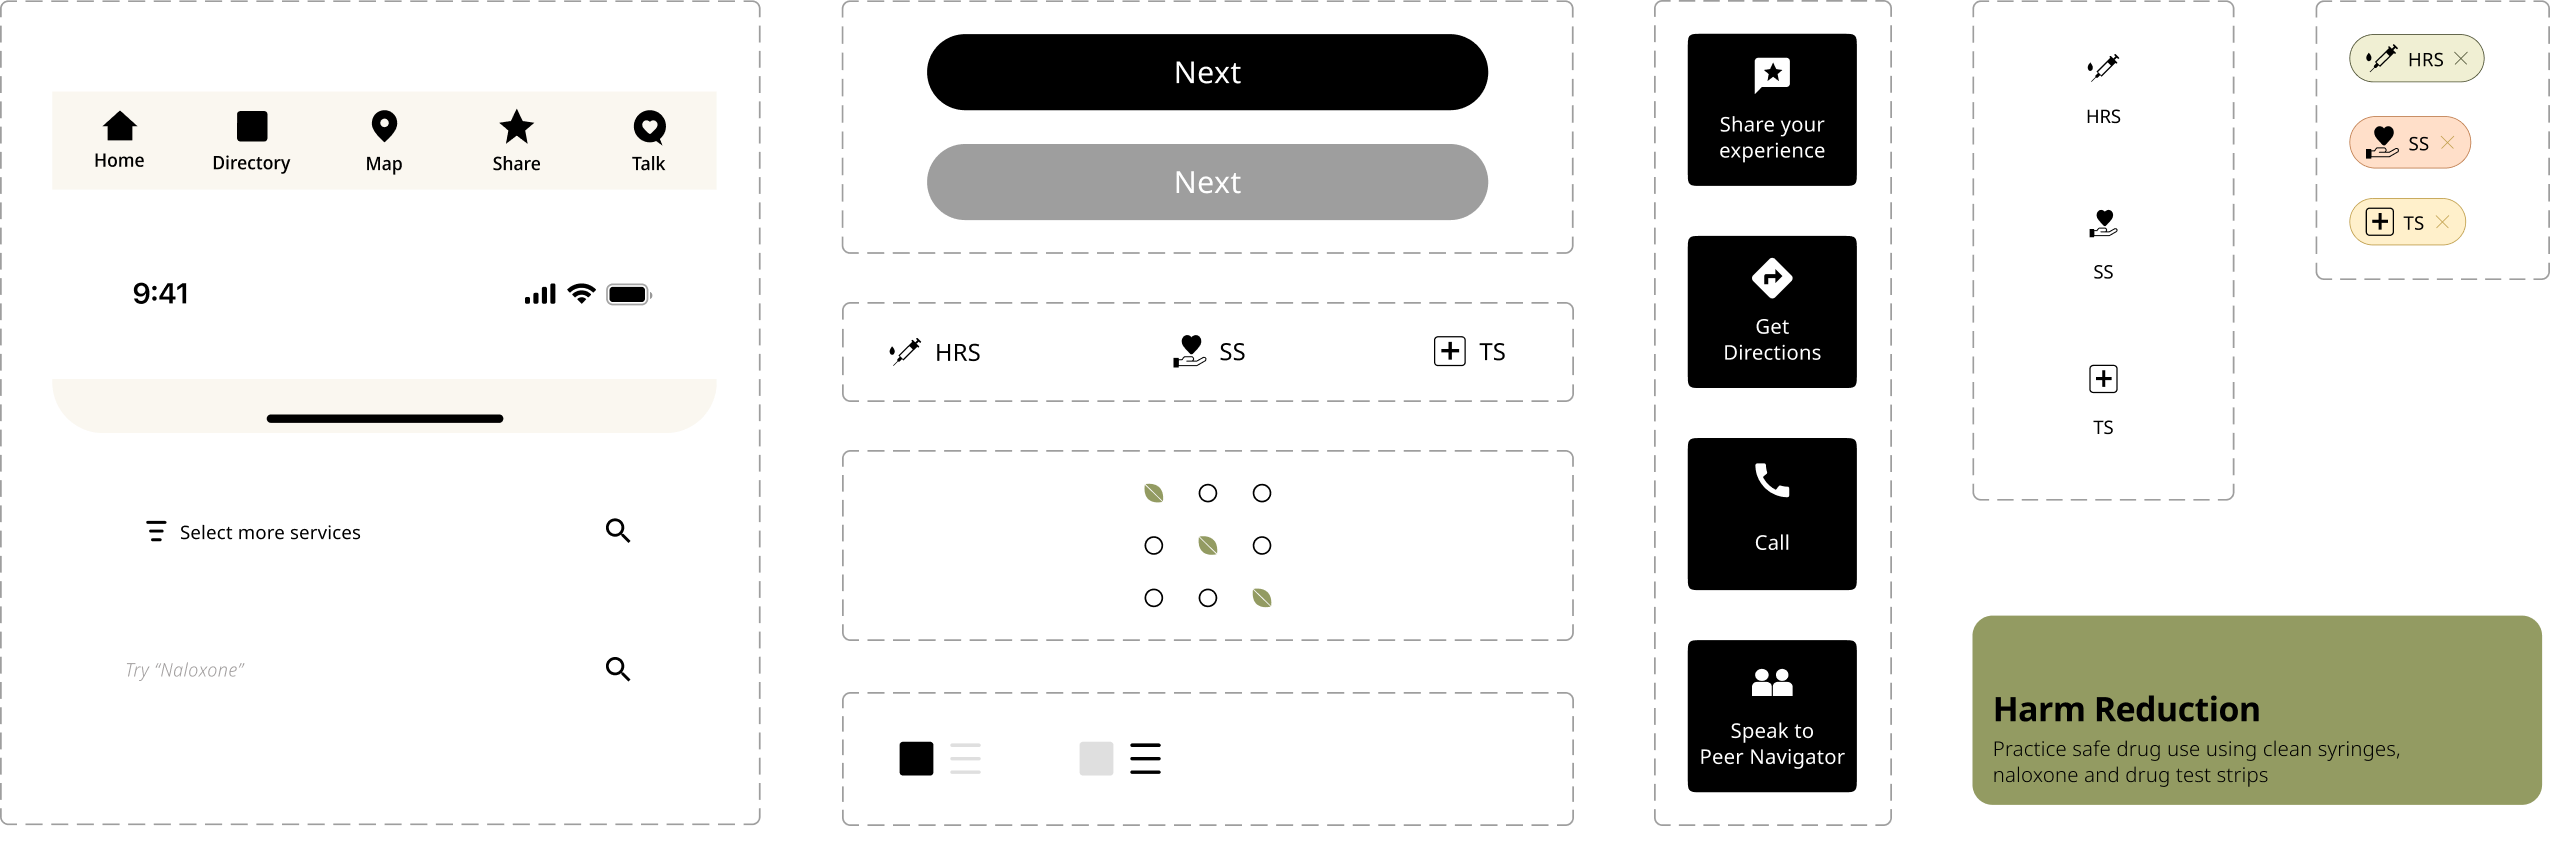 Home
Directory
Map
Share
Talk
9:41
Select more services
Try “Naloxone”
Next
Next
HRS
SS
TS
Share your
experience
Get
Directions
Call
Speak to
Peer Navigator
HRS
SS
TS
HRS
SS
TS
Harm Reduction
Practice safe drug use using clean syringes,
naloxone and drug test strips